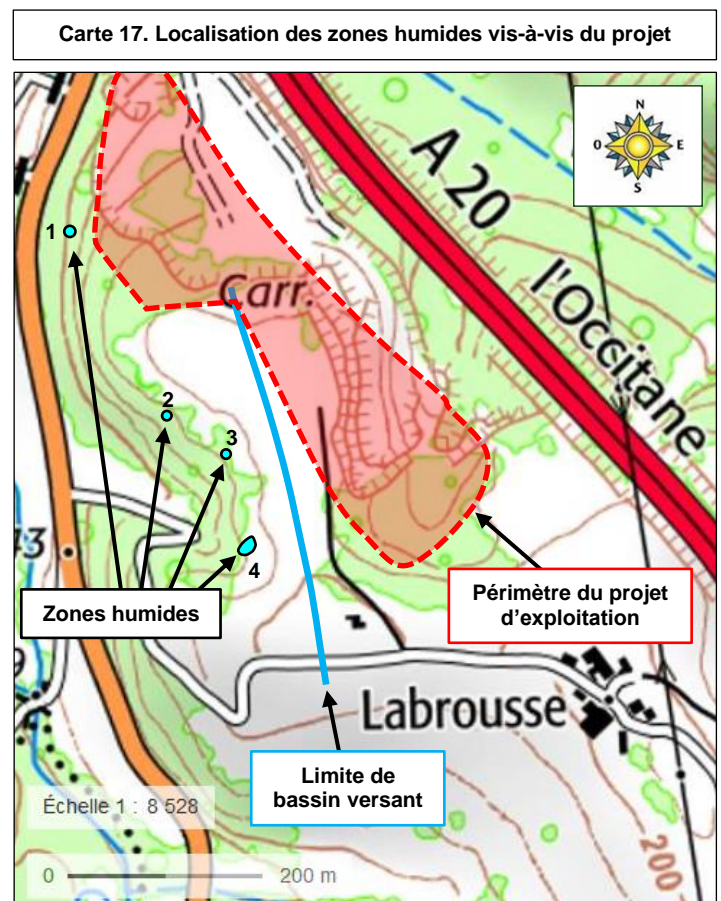 Carte 17. Localisation des zones humides vis-à-vis du projet
N
O
E
S
A 20
l'Occitane
1
Carr.
2
3
4
Zones humides
Périmètre du projet
d'exploitation
Labrousse
Limite de
bassin versant
Échelle 1 : 8 528
0
200 m
200